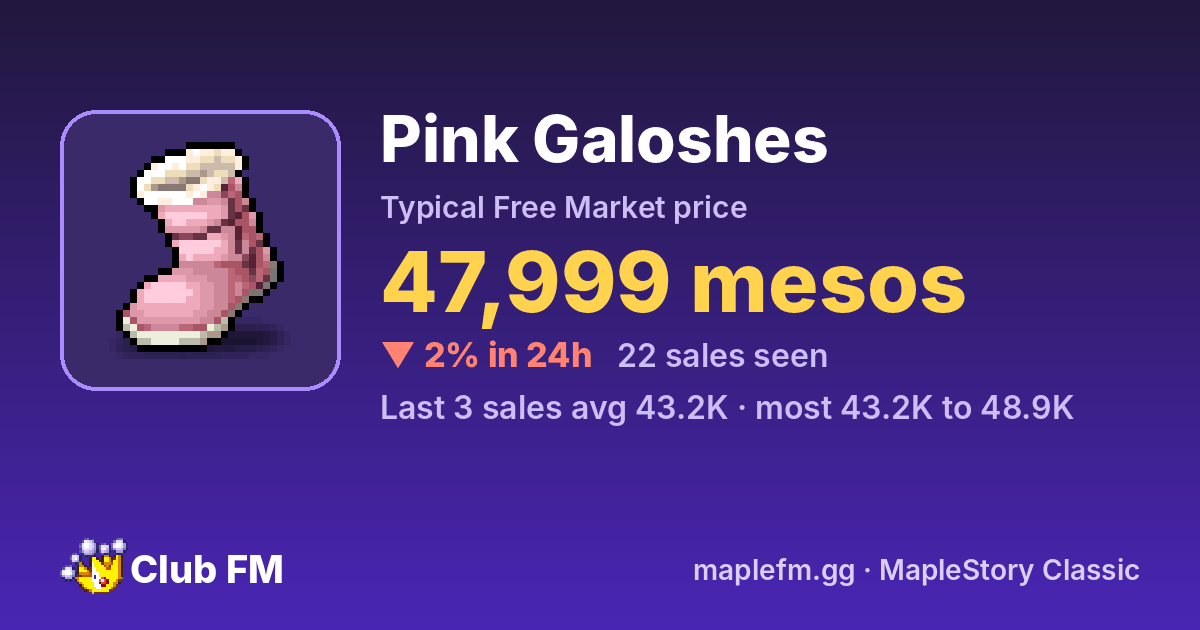 Pink Galoshes
Typical Free Market price
47,999 mesos
▼ 2% in 24h 22 sales seen
Last 3 sales avg 43.2K · most 43.2K to 48.9K
Club FM
maplefm.gg · MapleStory Classic